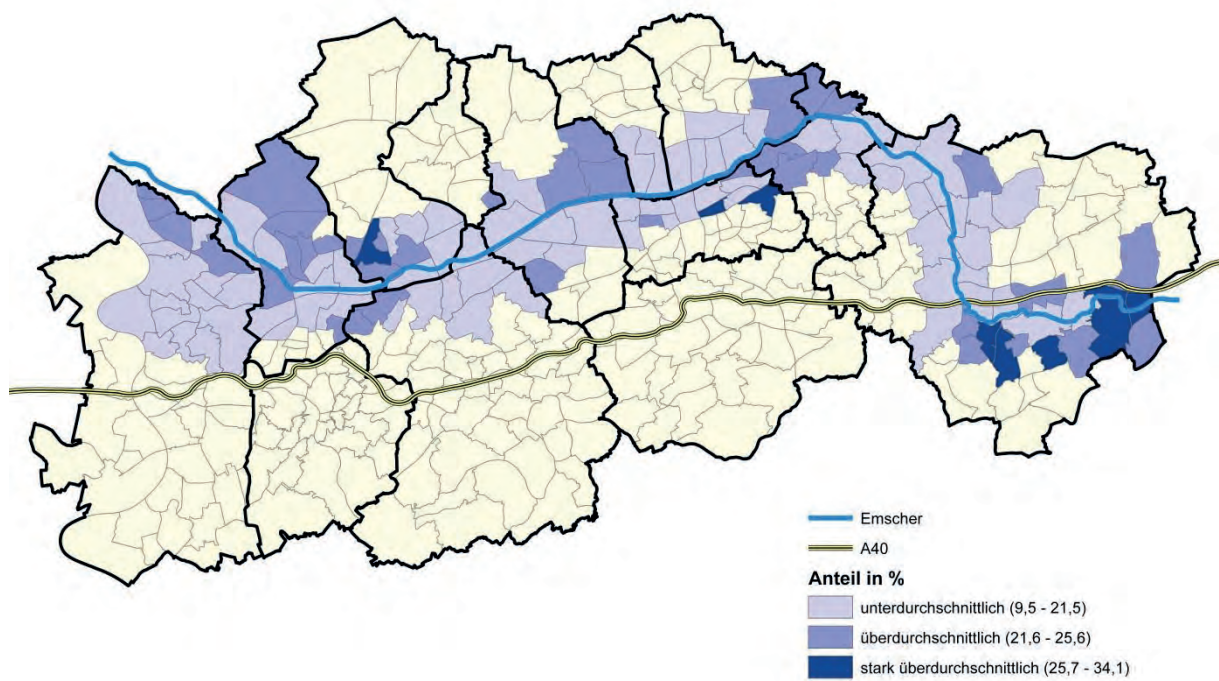 Emscher
A40
Anteil in %
unterdurchschnittlich (9,5 - 21,5)
überdurchschnittlich (21,6 - 25,6)
stark überdurchschnittlich (25,7 - 34,1)